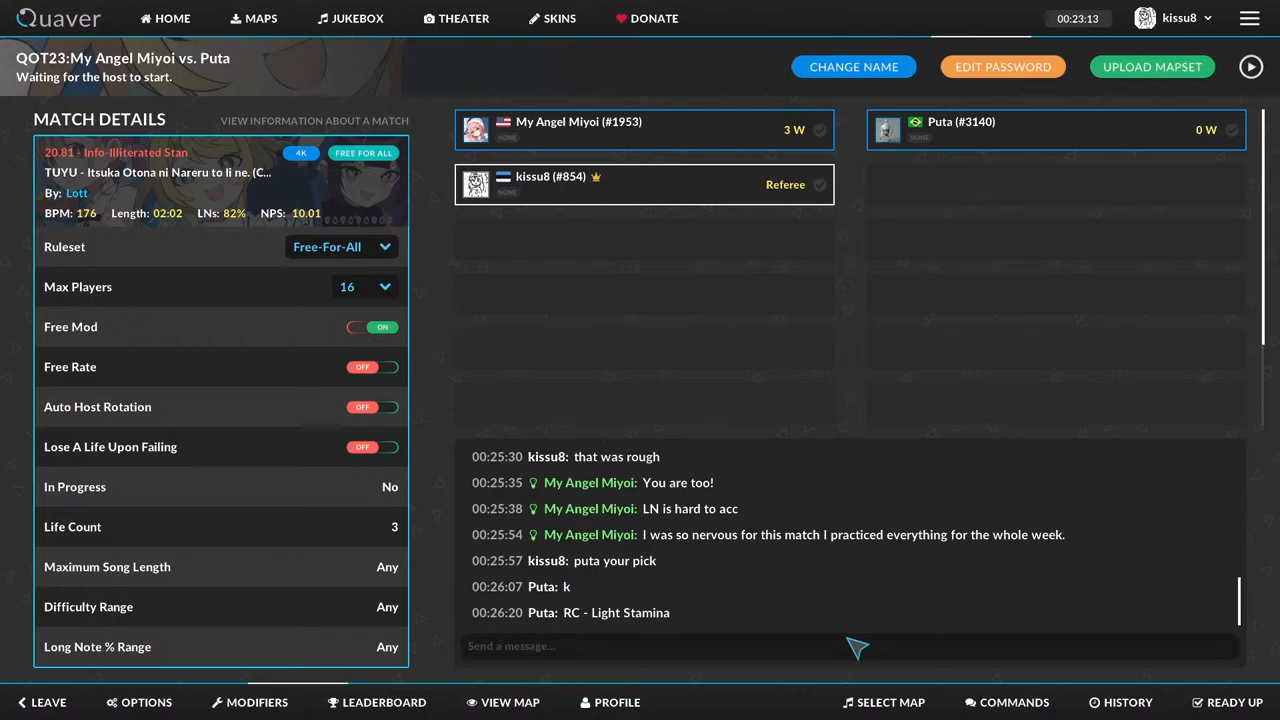 Quaver
HOME
MAPS
JUKEBOX
THEATER
SKINS
DONATE
00:23:13
kissu8
QOT23:My Angel Miyoi vs. Puta
Waiting for the host to start.
CHANGE NAME
EDIT PASSWORD
UPLOAD MAPSET
MATCH DETAILS
VIEW INFORMATION ABOUT A MATCH
20.81 - Info-Illiterated Stan
4K
FREE FOR ALL
TUYU - Itsuka Otona ni Nareru to Ii ne. (C...
By: Lott
BPM: 176 Length: 02:02 LNs: 82% NPS: 10.01
Ruleset Free-For-All
Max Players 16
Free Mod ON
Free Rate OFF
Auto Host Rotation OFF
Lose A Life Upon Failing OFF
In Progress No
Life Count 3
Maximum Song Length Any
Difficulty Range Any
Long Note % Range Any
My Angel Miyoi (#1953)
NONE
3 W
Puta (#3140)
NONE
0 W
kissu8 (#854)
NONE
Referee
00:25:30 kissu8: that was rough
00:25:35 My Angel Miyoi: You are too!
00:25:38 My Angel Miyoi: LN is hard to acc
00:25:54 My Angel Miyoi: I was so nervous for this match I practiced everything for the whole week.
00:25:57 kissu8: puta your pick
00:26:07 Puta: k
00:26:20 Puta: RC - Light Stamina
Send a message...
LEAVE
OPTIONS
MODIFIERS
LEADERBOARD
VIEW MAP
PROFILE
SELECT MAP
COMMANDS
HISTORY
READY UP